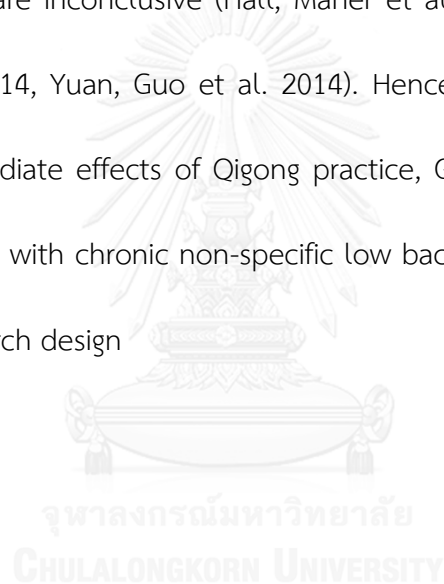 are inconclusive (Hall, Maher et al
14, Yuan, Guo et al. 2014). Hence
diate effects of Qigong practice, G
with chronic non-specific low bac
rch design
จุฬาลงกรณ์มหาวิทยาลัย
CHULALONGKORN UNIVERSITY